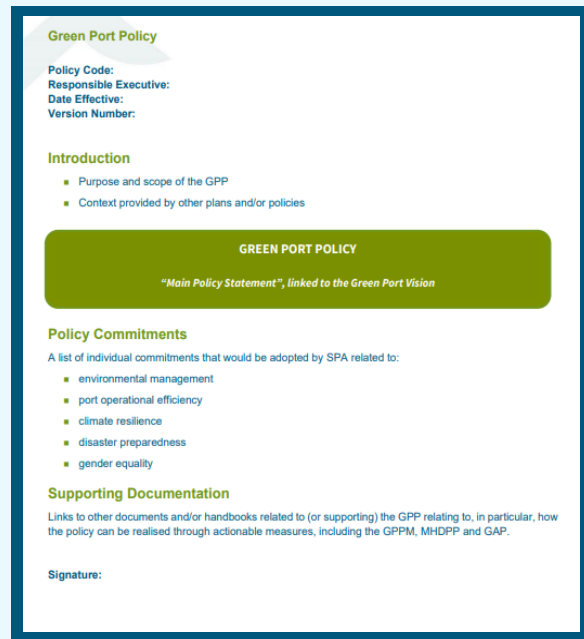 Green Port Policy
Policy Code:
Responsible Executive:
Date Effective:
Version Number:
Introduction
Purpose and scope of the GPP
Context provided by other plans and/or policies
GREEN PORT POLICY
“Main Policy Statement”, linked to the Green Port Vision
Policy Commitments
A list of individual commitments that would be adopted by SPA related to:
environmental management
port operational efficiency
climate resilience
disaster preparedness
gender equality
Supporting Documentation
Links to other documents and/or handbooks related to (or supporting) the GPP relating to, in particular, how
the policy can be realised through actionable measures, including the GPPM, MHDPP and GAP.
Signature: